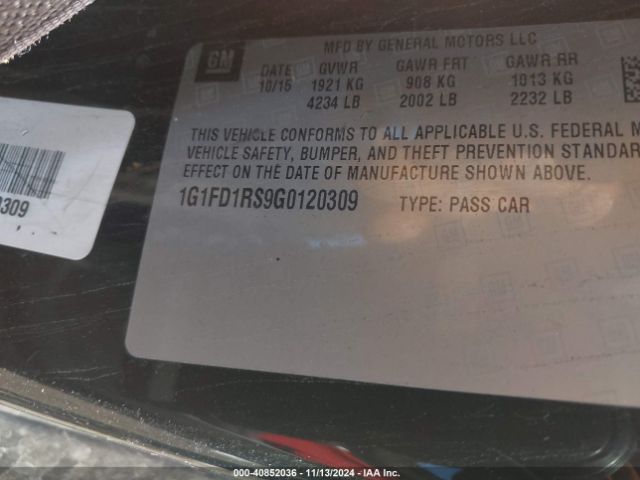 GM
MFD BY GENERAL MOTORS LLC
DATE GVWR GAWR FRT GAWR RR
10/15 1921 KG 908 KG 1013 KG
4234 LB 2002 LB 2232 LB
THIS VEHICLE CONFORMS TO ALL APPLICABLE U.S. FEDERAL M
VEHICLE SAFETY, BUMPER, AND THEFT PREVENTION STANDAR
EFFECT ON THE DATE OF MANUFACTURE SHOWN ABOVE.
1G1FD1RS9G0120309 TYPE: PASS CAR
0309
000-40852036 - 11/13/2024 - IAA Inc.